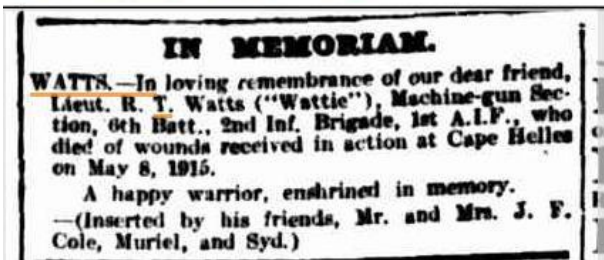 IN MEMORIAM.
WATTS.—In loving remembrance of our dear friend,
Lieut. R. T. Watts ("Wattie"), Machine-gun Sec-
tion, 6th Batt., 2nd Inf. Brigade, 1st A.I.F., who
died of wounds received in action at Cape Helles
on May 8, 1915.
A happy warrior, enshrined in memory.
—(Inserted by his friends, Mr. and Mrs. J. F.
Cole, Muriel, and Syd.)